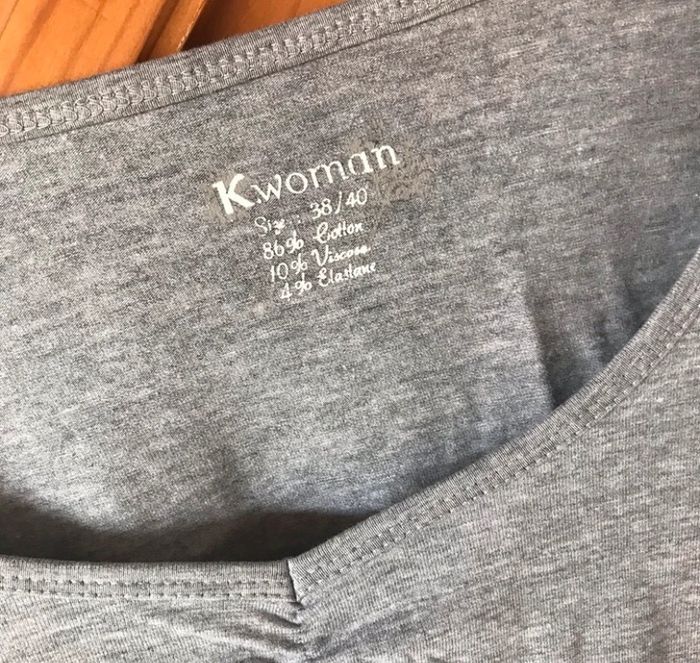 Kwoman
Size : 38/40
86% Cotton
10% Viscose
4% Elastane